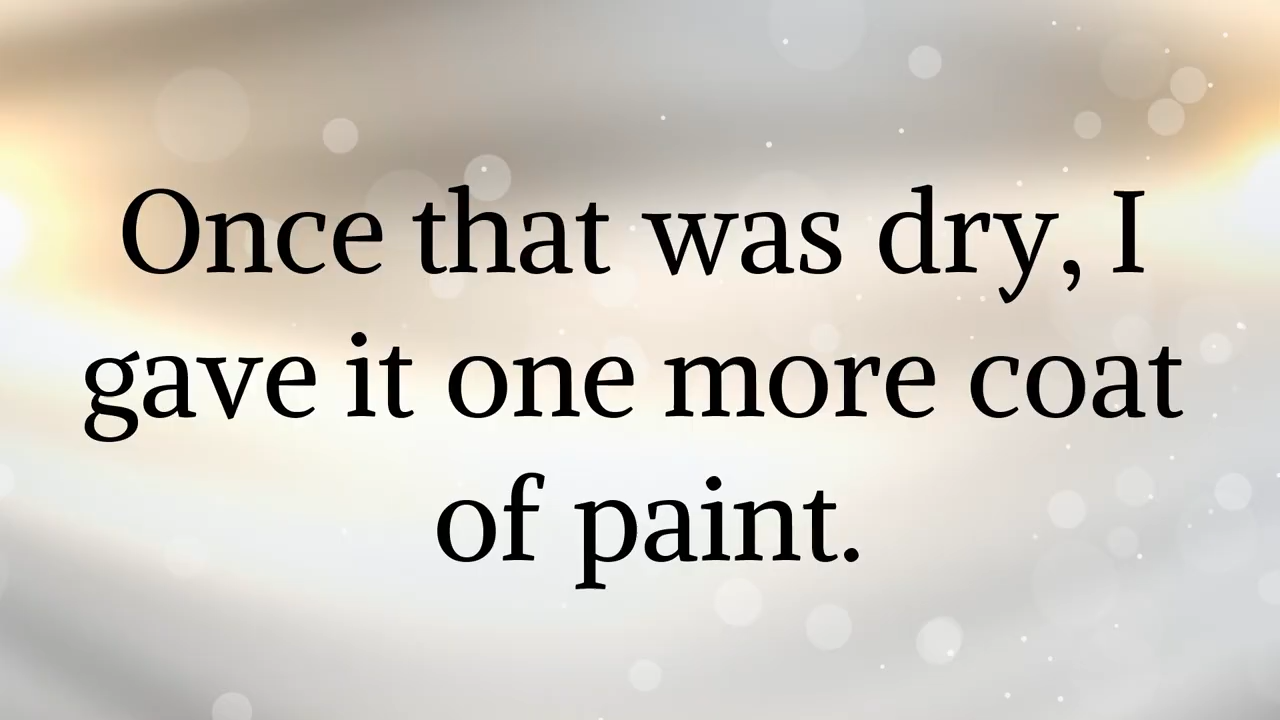 Once that was dry, I
gave it one more coat
of paint.